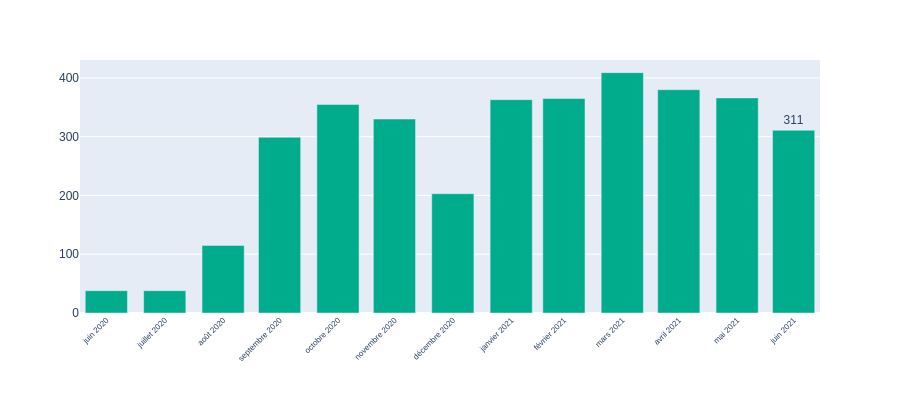 400
300
200
100
0
311
juin 2020
juillet 2020
août 2020
septembre 2020
octobre 2020
novembre 2020
décembre 2020
janvier 2021
février 2021
mars 2021
avril 2021
mai 2021
juin 2021